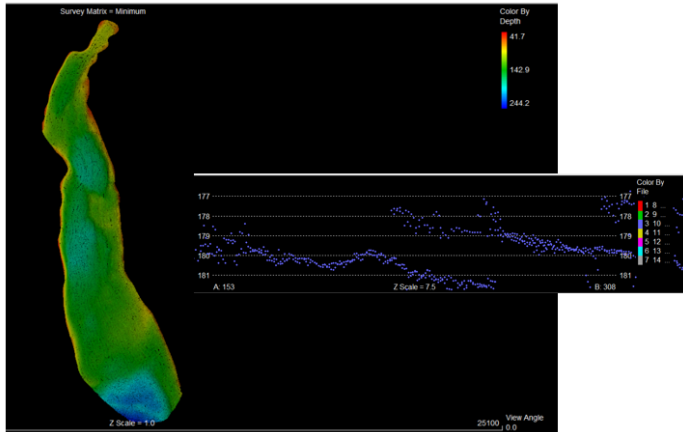 Survey Matrix = Minimum
Color By
Depth
41.7
142.9
244.2
Color By
File
177
177
178
178
179
179
180
180
181
181
1 8 ...
2 9 ...
3 10 ...
4 11 ...
5 12 ...
6 13 ...
7 14 ...
A: 153
Z Scale = 7.5
B: 308
Z Scale = 1.0
25100
View Angle
0.0